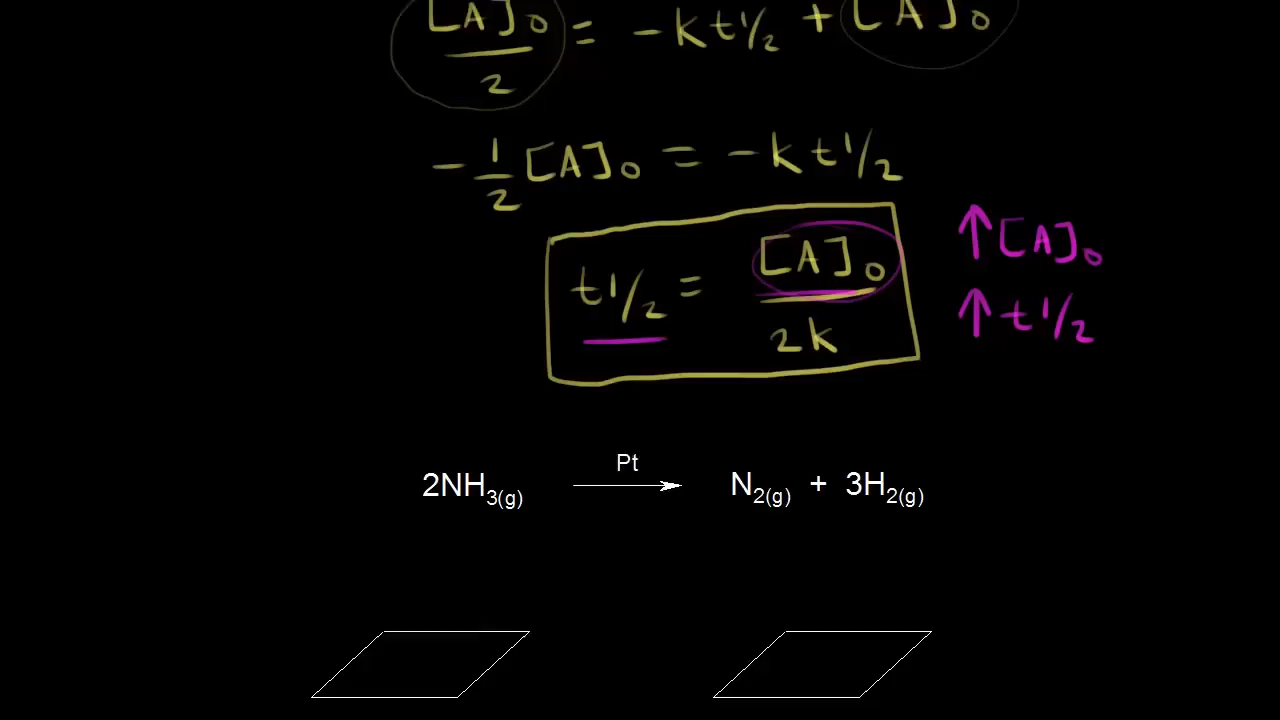 [A]₀/2 = -kt1/2 + [A]₀
-1/2[A]₀ = -kt1/2
t1/2 = [A]₀/2k
↑[A]₀
↑t1/2
Pt
2NH₃(g) → N₂(g) + 3H₂(g)